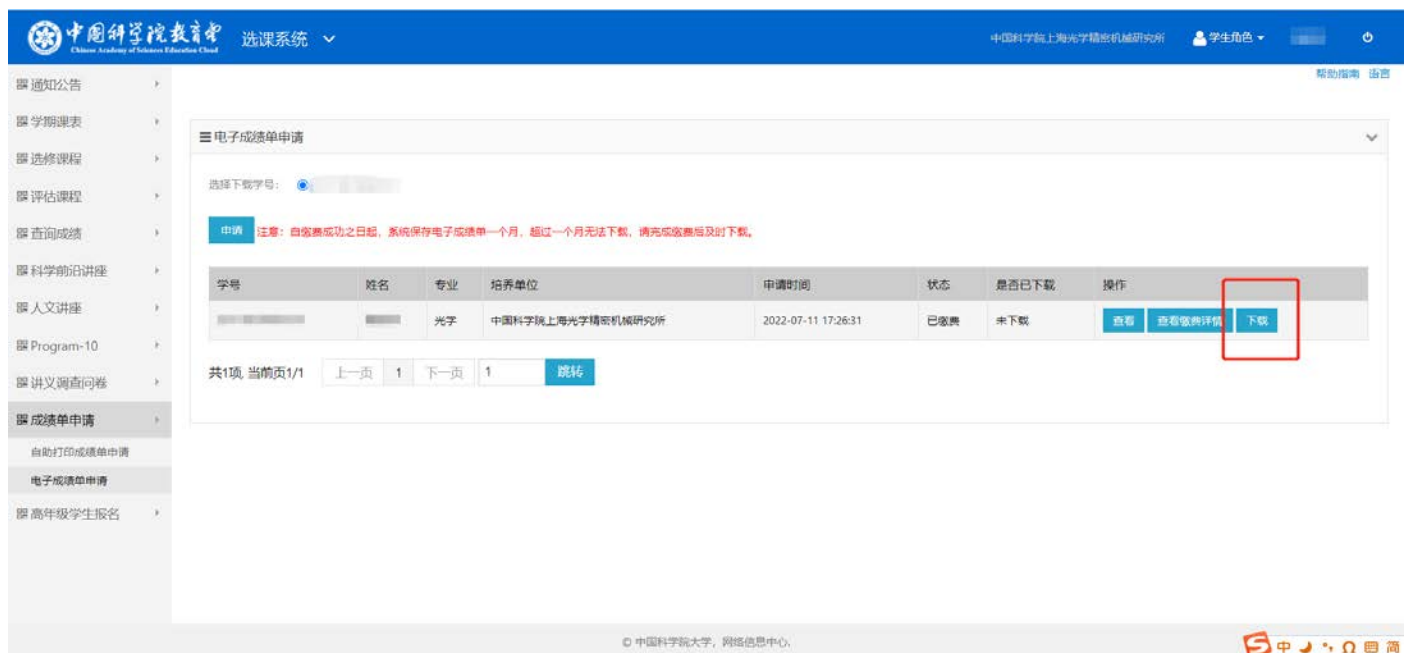 中国科学院教育云
Chinese Academy of Sciences Education Cloud
选课系统
中国科学院上海光学精密机械研究所
学生角色
帮助指南 语言
通知公告
学期课表
选修课程
评估课程
查询成绩
科学前沿讲座
人文讲座
Program-10
讲义调查问卷
成绩单申请
自助打印成绩单申请
电子成绩单申请
高年级学生报名
电子成绩单申请
选择下载学号：
申请 注意：自缴费成功之日起，系统保存电子成绩单一个月，超过一个月无法下载，请完成缴费后及时下载。
学号 姓名 专业 培养单位 申请时间 状态 是否已下载 操作
光学 中国科学院上海光学精密机械研究所 2022-07-11 17:26:31 已缴费 未下载 查看 查看缴费详情 下载
共1项, 当前页1/1 上一页 1 下一页 1 跳转
© 中国科学院大学，网络信息中心.
中 简